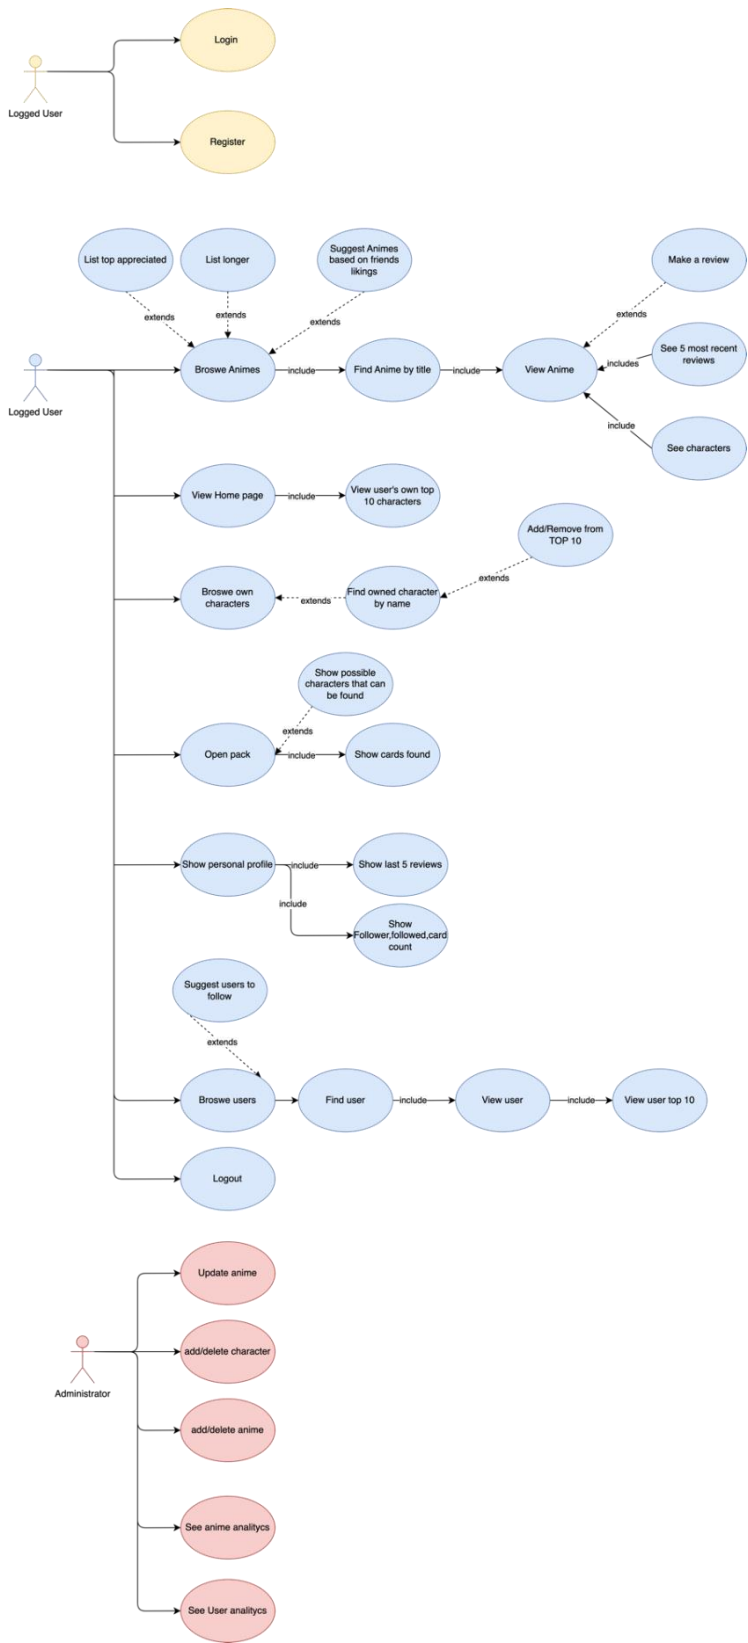 Login
Logged User
Register
List top appreciated
List longer
Suggest Animes
based on friends
likings
Make a review
extends
extends
extends
extends
Broswe Animes
include
Find Anime by title
include
View Anime
includes
See 5 most recent
reviews
Logged User
include
See characters
View Home page
include
View user's own top
10 characters
Add/Remove from
TOP 10
Broswe own
characters
extends
Find owned character
by name
extends
Show possible
characters that can
be found
extends
Open pack
include
Show cards found
Show personal profile
include
Show last 5 reviews
include
Show
Follower,followed,card
count
Suggest users to
follow
extends
Broswe users
Find user
include
View user
include
View user top 10
Logout
Update anime
add/delete character
Administrator
add/delete anime
See anime analitycs
See User analitycs